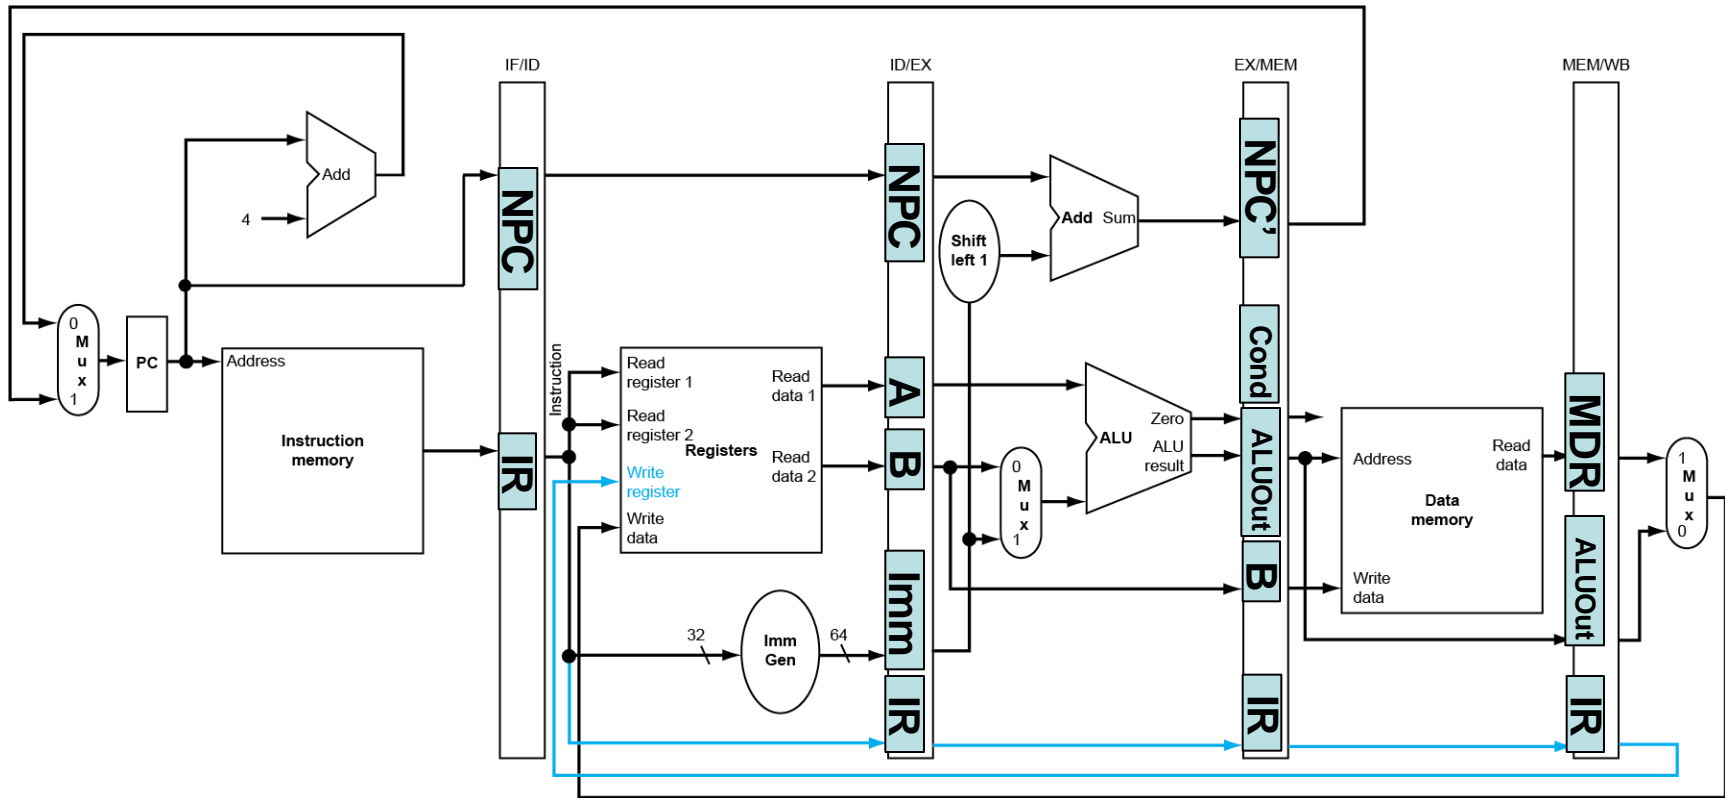 IF/ID
ID/EX
EX/MEM
MEM/WB
Add
4
NPC
NPC
Shift
left 1
Add Sum
NPC'
0
M
u
x
1
PC
Address
Instruction
memory
IR
Instruction
Read
register 1
Read
register 2
Registers
Write
register
Write
data
Read
data 1
Read
data 2
A
B
0
M
u
x
1
Zero
ALU
ALU
result
Cond
ALUOut
B
Address
Read
data
Data
memory
Write
data
MDR
ALUOut
1
M
u
x
0
32
Imm
Gen
64
Imm
IR
IR
IR